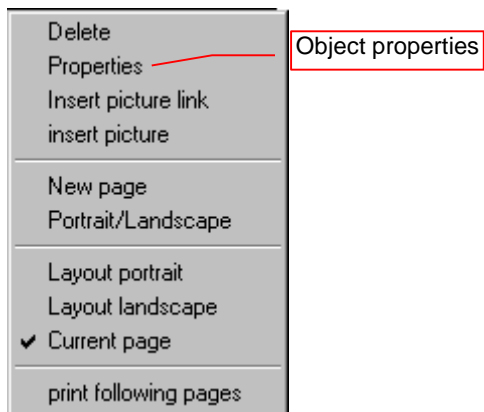 Delete
Properties
Object properties
Insert picture link
insert picture
New page
Portrait/Landscape
Layout portrait
Layout landscape
Current page
print following pages